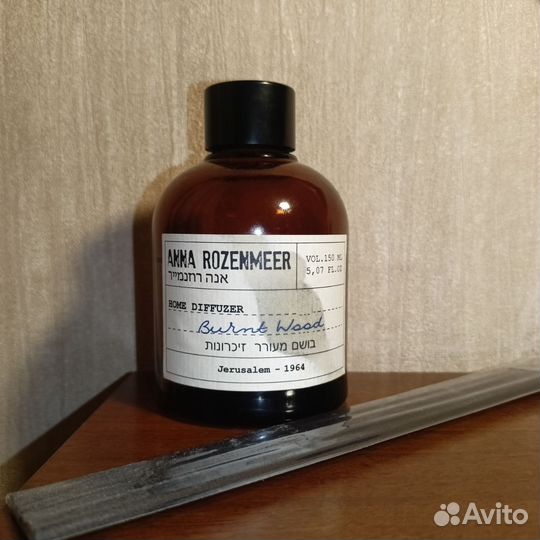 ANNA ROZENMEER
אנה רוזנמייר
VOL.150 ML
5,07 FL.OZ
HOME DIFFUZER
Burnt Wood
בושם מעורר זיכרונות
Jerusalem - 1964
Avito